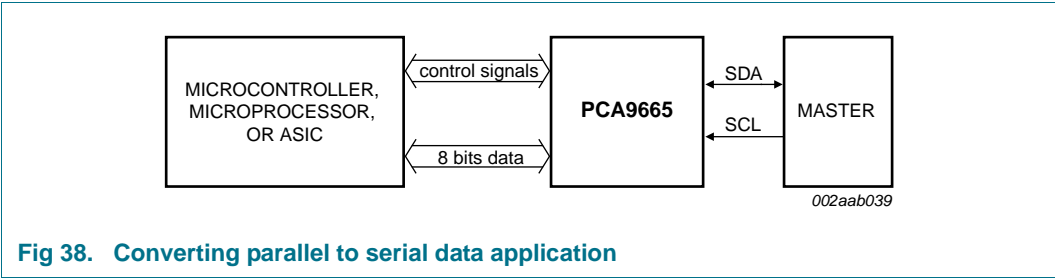 MICROCONTROLLER,
MICROPROCESSOR,
OR ASIC
control signals
8 bits data
PCA9665
SDA
SCL
MASTER
002aab039
Fig 38. Converting parallel to serial data application